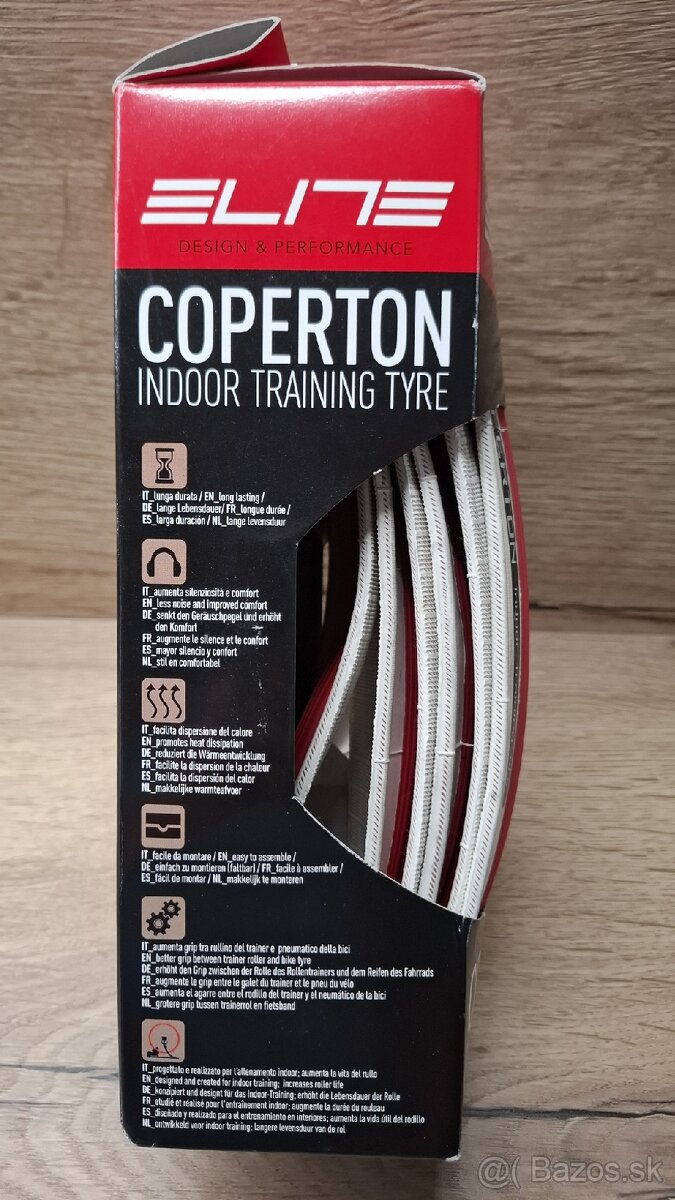 ELITE
DESIGN & PERFORMANCE
COPERTON
INDOOR TRAINING TYRE
IT_lunga durata / EN_long lasting /
DE_lange Lebensdauer/ FR_longue durée /
ES_larga duración / NL_lange levensduur
IT_aumenta silenziosità e comfort
EN_less noise and improved comfort
DE_senkt den Geräuschpegel und erhöht
den Komfort
FR_augmente le silence et le confort
ES_mayor silencio y confort
NL_stil en comfortabel
IT_facilita dispersione del calore
EN_promotes heat dissipation
DE_reduziert die Wärmeentwicklung
FR_facilite la dispersion de la chaleur
ES_facilita la dispersión del calor
NL_makkelijke warmteafvoer
IT_facile da montare / EN_easy to assemble /
DE_einfach zu montieren (faltbar) / FR_facile à assembler /
ES_fácil de montar / NL_makkelijk te monteren
IT_aumenta grip tra rullino del trainer e pneumatico della bici
EN_better grip between trainer roller and bike tyre
DE_erhöht den Grip zwischen der Rolle des Rollentrainers und dem Reifen des Fahrrads
FR_augmente le grip entre le galet du trainer et le pneu du vélo
ES_aumenta el agarre entre el rodillo del trainer y el neumático de la bici
NL_grotere grip tussen trainerrol en fietsband
IT_progettato e realizzato per l'allenamento indoor; aumenta la vita del rullo
EN_designed and created for indoor training; increases roller life
DE_konzipiert und designt für das Indoor-Training; erhöht die Lebensdauer der Rolle
FR_etudié et réalisé pour l'entraînement indoor; augmente la durée du rouleau
ES_diseñado y realizado para el entrenamiento en interiores; aumenta la vida útil del rodillo
NL_ontwikkeld voor indoor training; langere levensduur van de rol
@( Bazos.sk